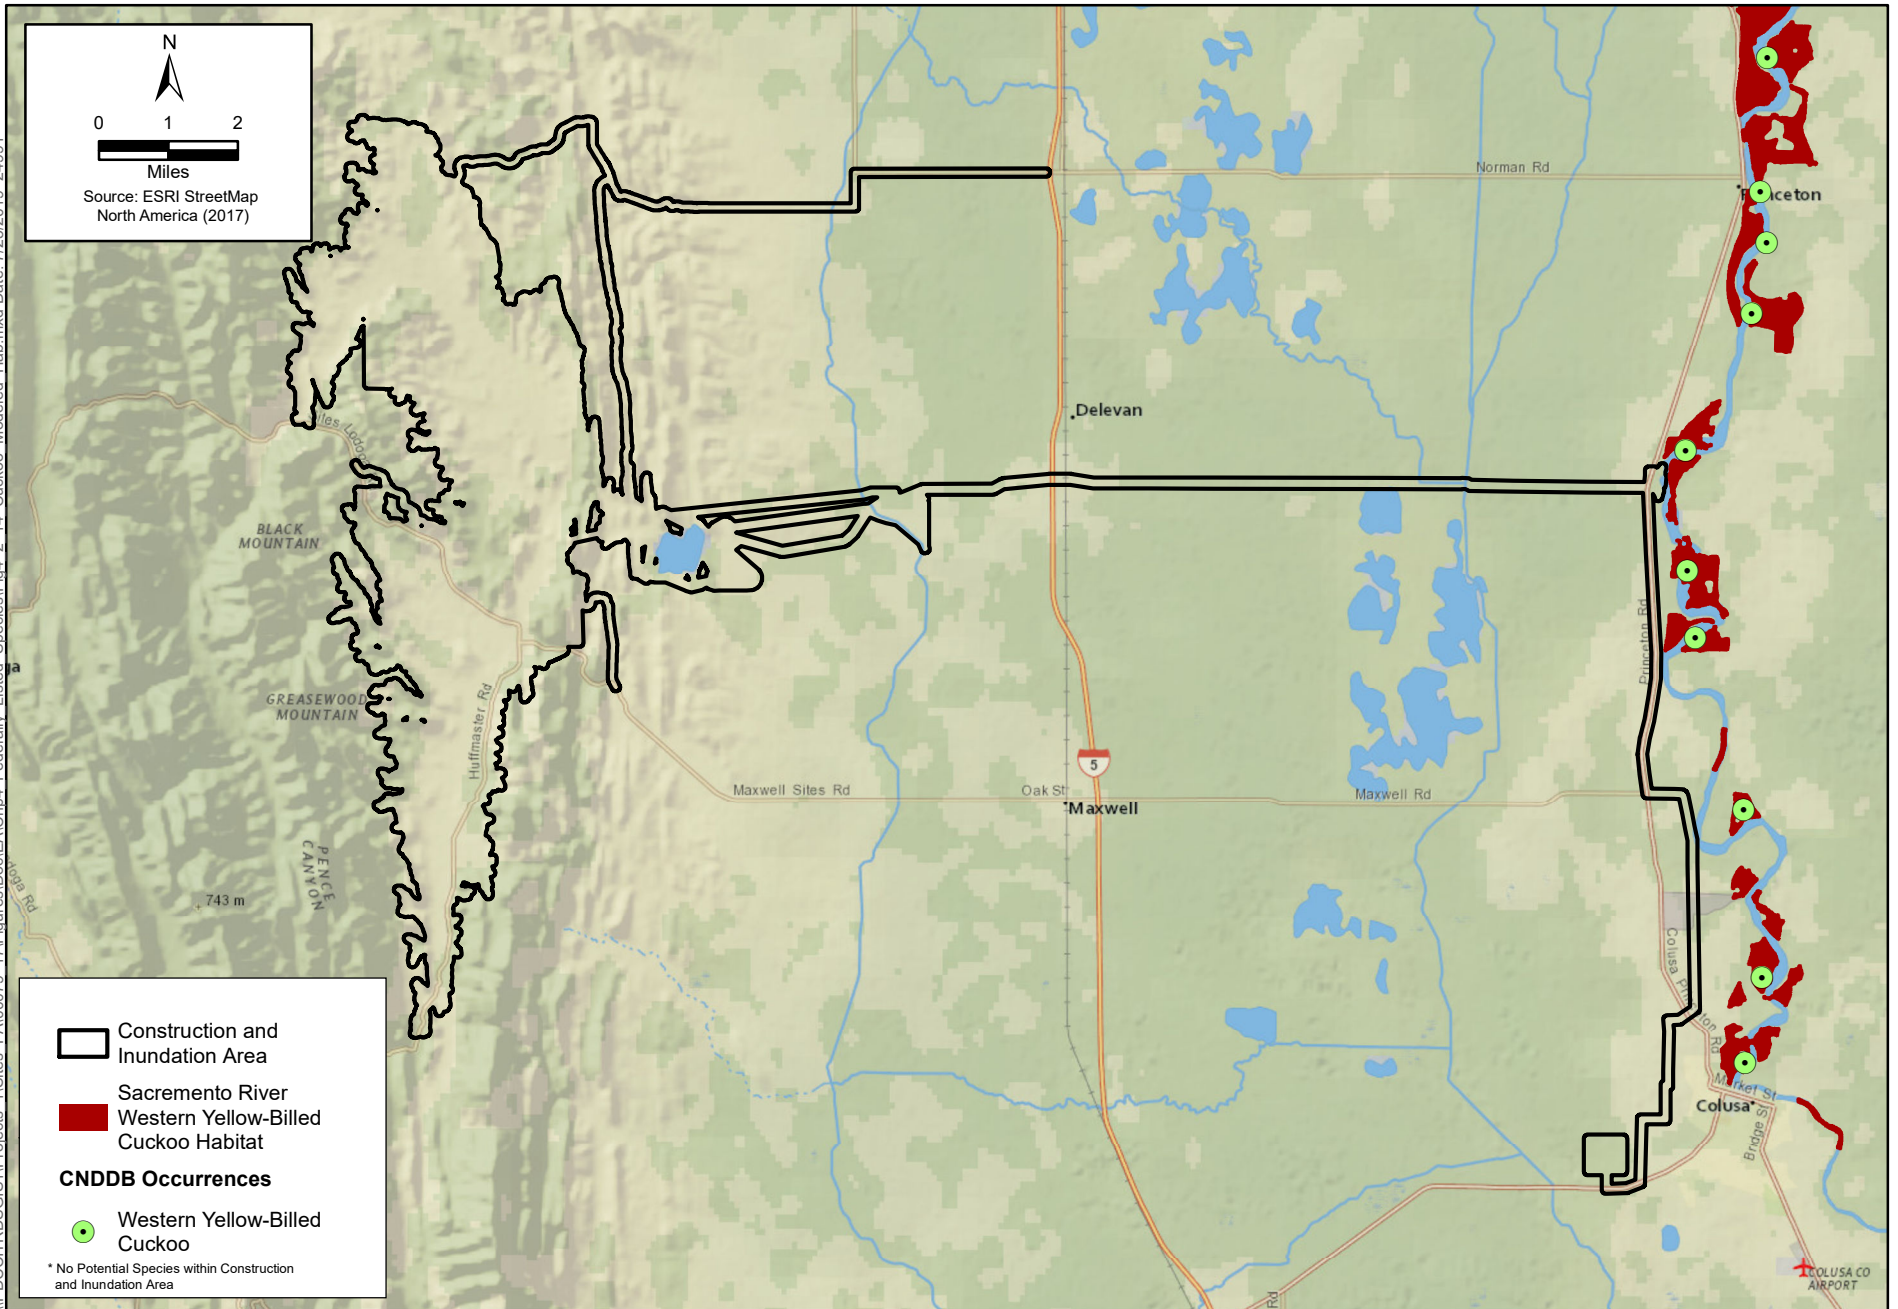 N
0 1 2
Miles
Source: ESRI StreetMap
North America (2017)
Norman Rd
Delevan
BLACK
MOUNTAIN
GREASEWOOD
MOUNTAIN
Huffmaster Rd
Princeton Rd
5
Maxwell Sites Rd
Oak St
Maxwell
Maxwell Rd
PENCE
CANYON
743 m
Market St
Colusa
Bridge St
COLUSA CO
AIRPORT
Rd
Construction and
Inundation Area
Sacremento River
Western Yellow-Billed
Cuckoo Habitat
CNDDB Occurrences
Western Yellow-Billed
Cuckoo
* No Potential Species within Construction
and Inundation Area